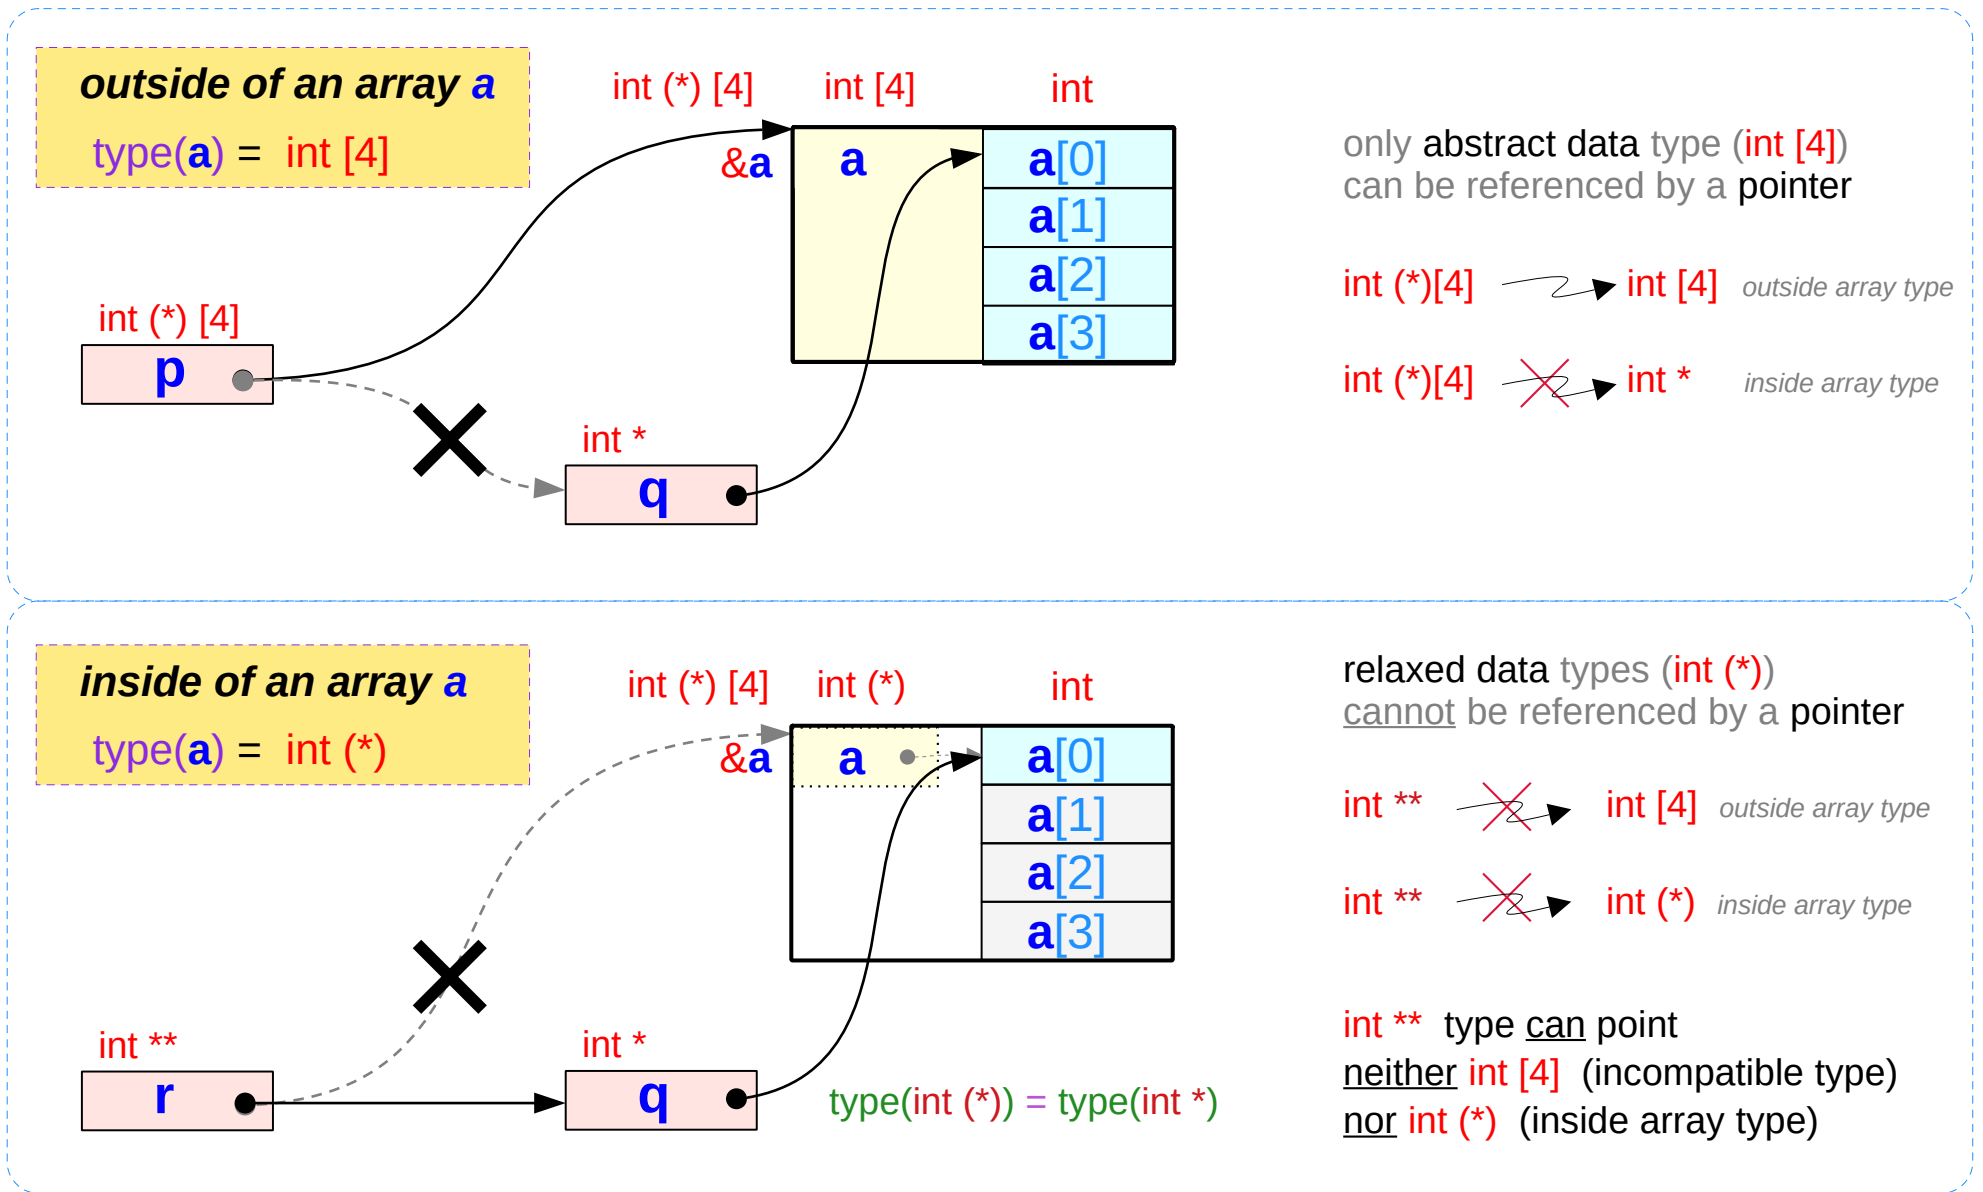 outside of an array a
type(a) = int [4]
int (*) [4]
int [4]
int
&a
a
a[0]
a[1]
a[2]
a[3]
int (*) [4]
p
int *
q
only abstract data type (int [4])
can be referenced by a pointer
int (*)[4] int [4] outside array type
int (*)[4] int * inside array type
inside of an array a
type(a) = int (*)
int (*) [4]
int (*)
int
&a
a
a[0]
a[1]
a[2]
a[3]
int **
r
int *
q
type(int (*)) = type(int *)
relaxed data types (int (*))
cannot be referenced by a pointer
int ** int [4] outside array type
int ** int (*) inside array type
int ** type can point
neither int [4] (incompatible type)
nor int (*) (inside array type)